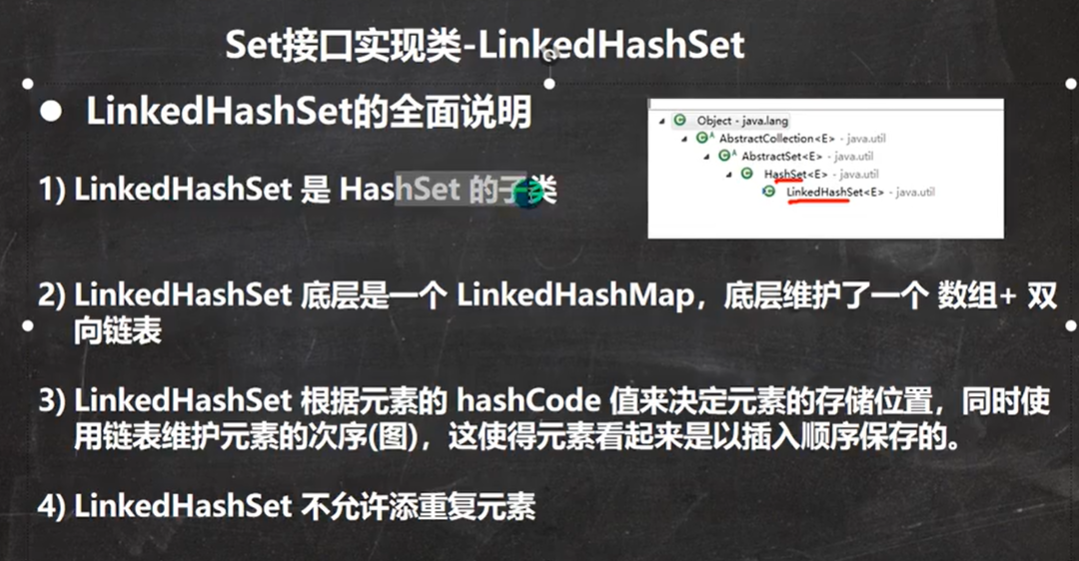 Set接口实现类-LinkedHashSet
● LinkedHashSet的全面说明
Object - java.lang
AbstractCollection<E> - java.util
AbstractSet<E> - java.util
HashSet<E> - java.util
LinkedHashSet<E> - java.util
1) LinkedHashSet 是 HashSet 的子类
2) LinkedHashSet 底层是一个 LinkedHashMap，底层维护了一个 数组+ 双
向链表
3) LinkedHashSet 根据元素的 hashCode 值来决定元素的存储位置，同时使
用链表维护元素的次序(图)，这使得元素看起来是以插入顺序保存的。
4) LinkedHashSet 不允许添重复元素